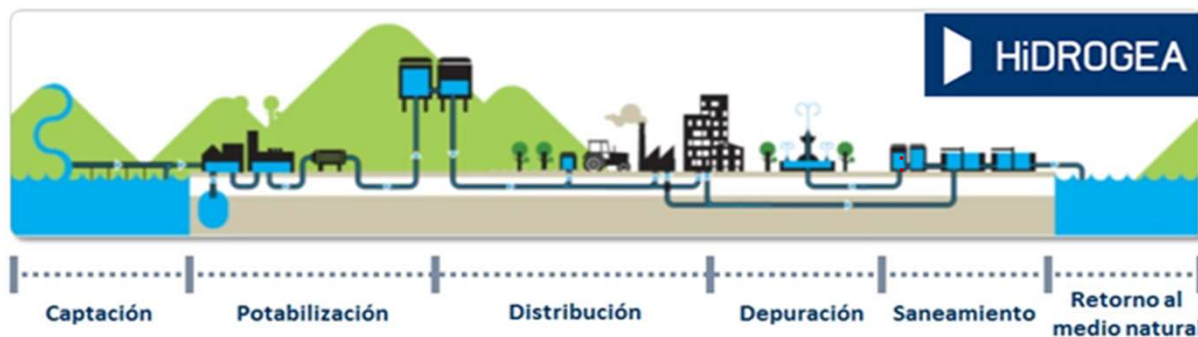 HiDROGEA
Captación
Potabilización
Distribución
Depuración
Saneamiento
Retorno al
medio natural